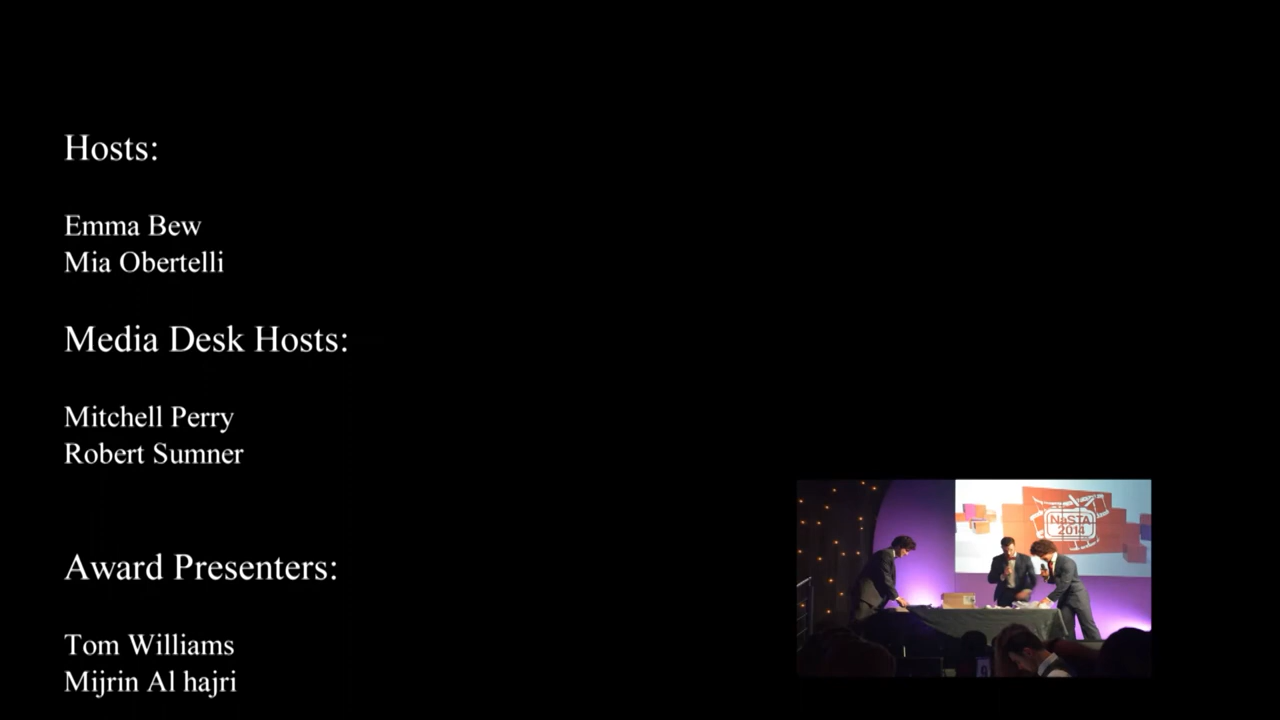 Hosts:
Emma Bew
Mia Obertelli
Media Desk Hosts:
Mitchell Perry
Robert Sumner
Award Presenters:
Tom Williams
Mijrin Al hajri
NaSTA
2014